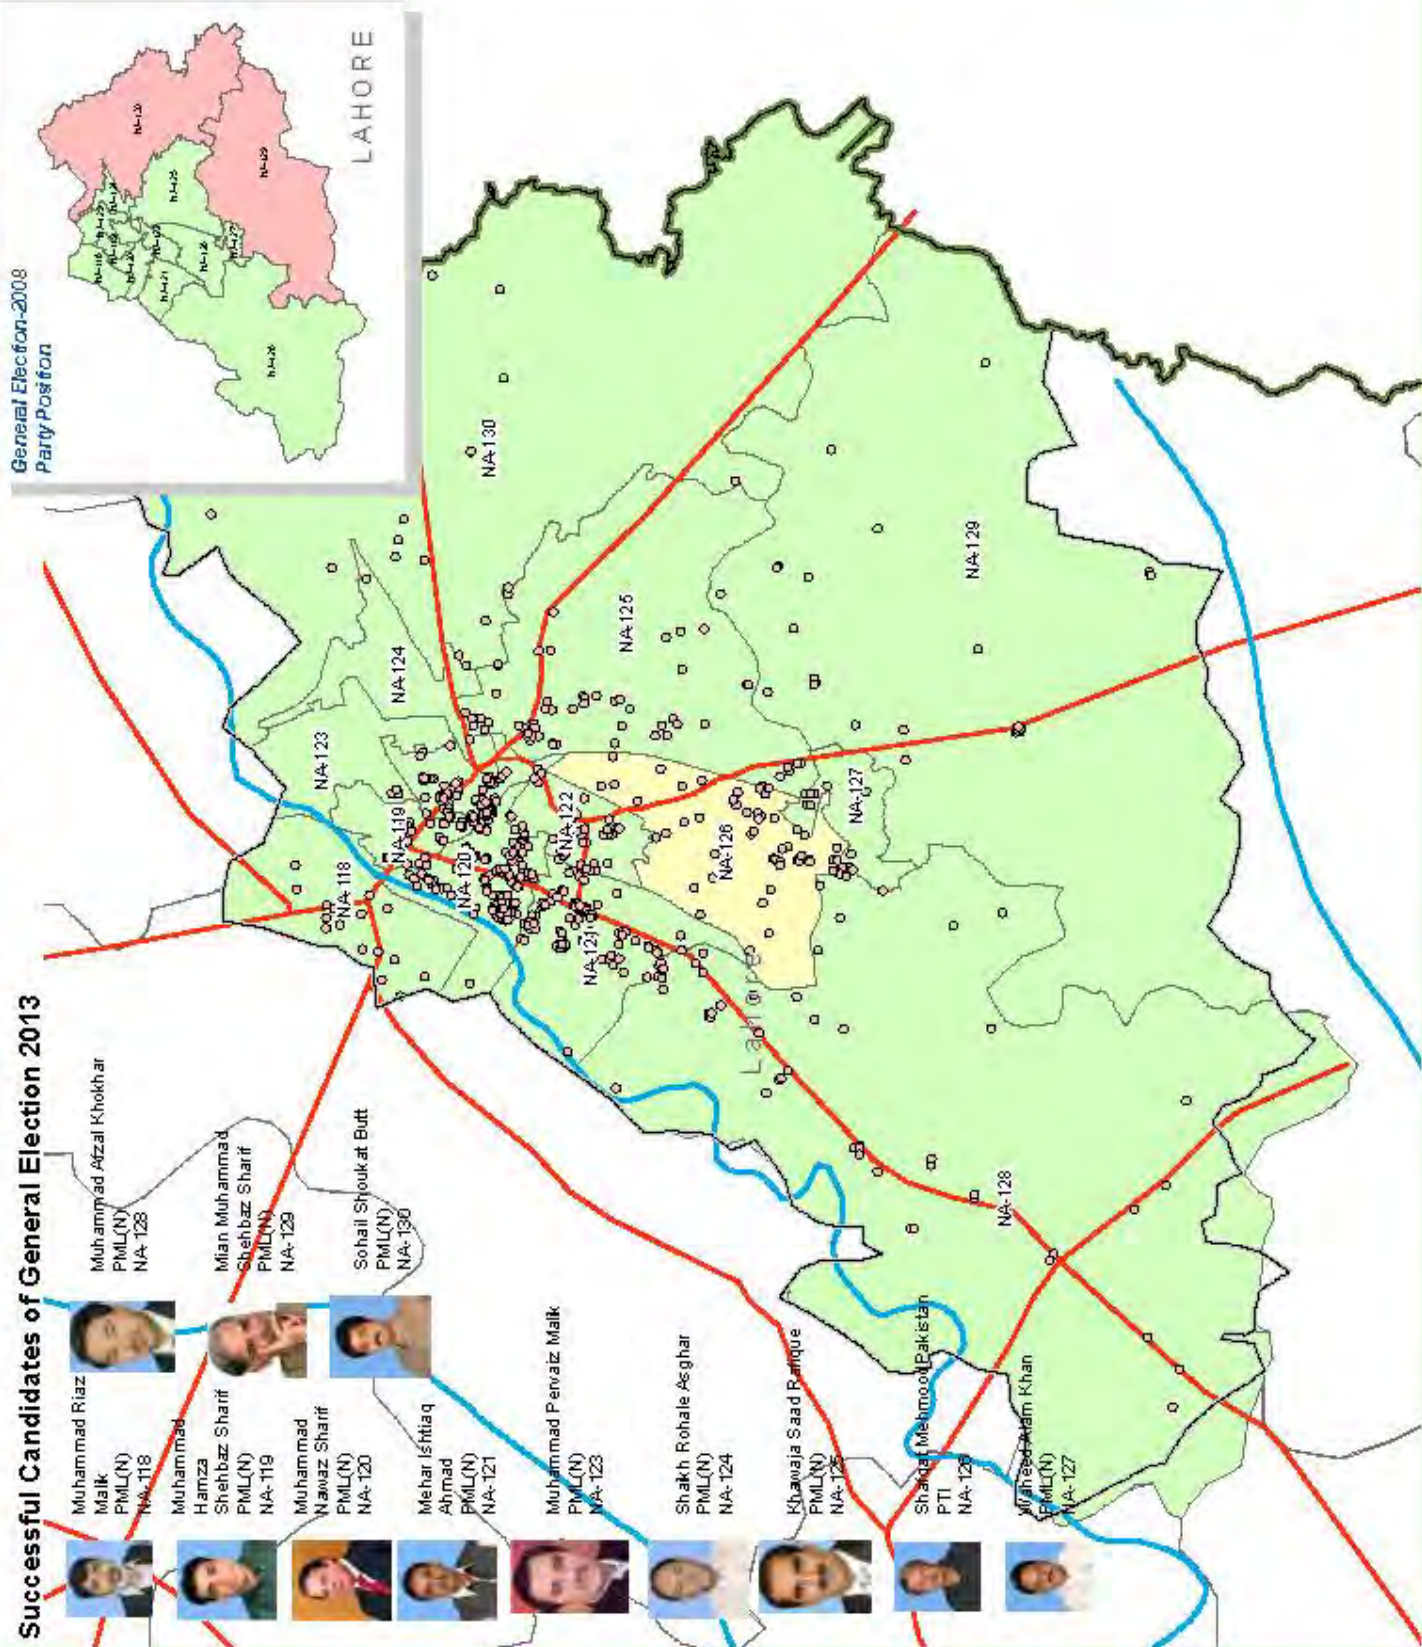 Successful Candidates of General Election 2013
Muhammad Riaz
Malik
PML(N)
NA-118
Muhammad
Hamza
Shehbaz Sharif
PML(N)
NA-119
Muhammad
Nawaz Sharif
PML(N)
NA-120
Mehar Ishtiaq
Ahmad
PML(N)
NA-121
Muhammad Pervaiz Malik
PML(N)
NA-123
Shaikh Rohale Asghar
PML(N)
NA-124
Khawaja Saad Rafique
PML(N)
NA-125
Shafqat Mehmood Pakistan
PTI
NA-126
Waheed Alam Khan
PML(N)
NA-127
Muhammad Afzal Khokhar
PML(N)
NA-128
Mian Muhammad
Shehbaz Sharif
PML(N)
NA-129
Sohail Shoukat Butt
PML(N)
NA-130
General Election-2008
Party Position
LAHORE
NA-118
NA-119
NA-120
NA-121
NA-122
NA-123
NA-124
NA-125
NA-126
NA-127
NA-128
NA-129
NA-130
Lahore